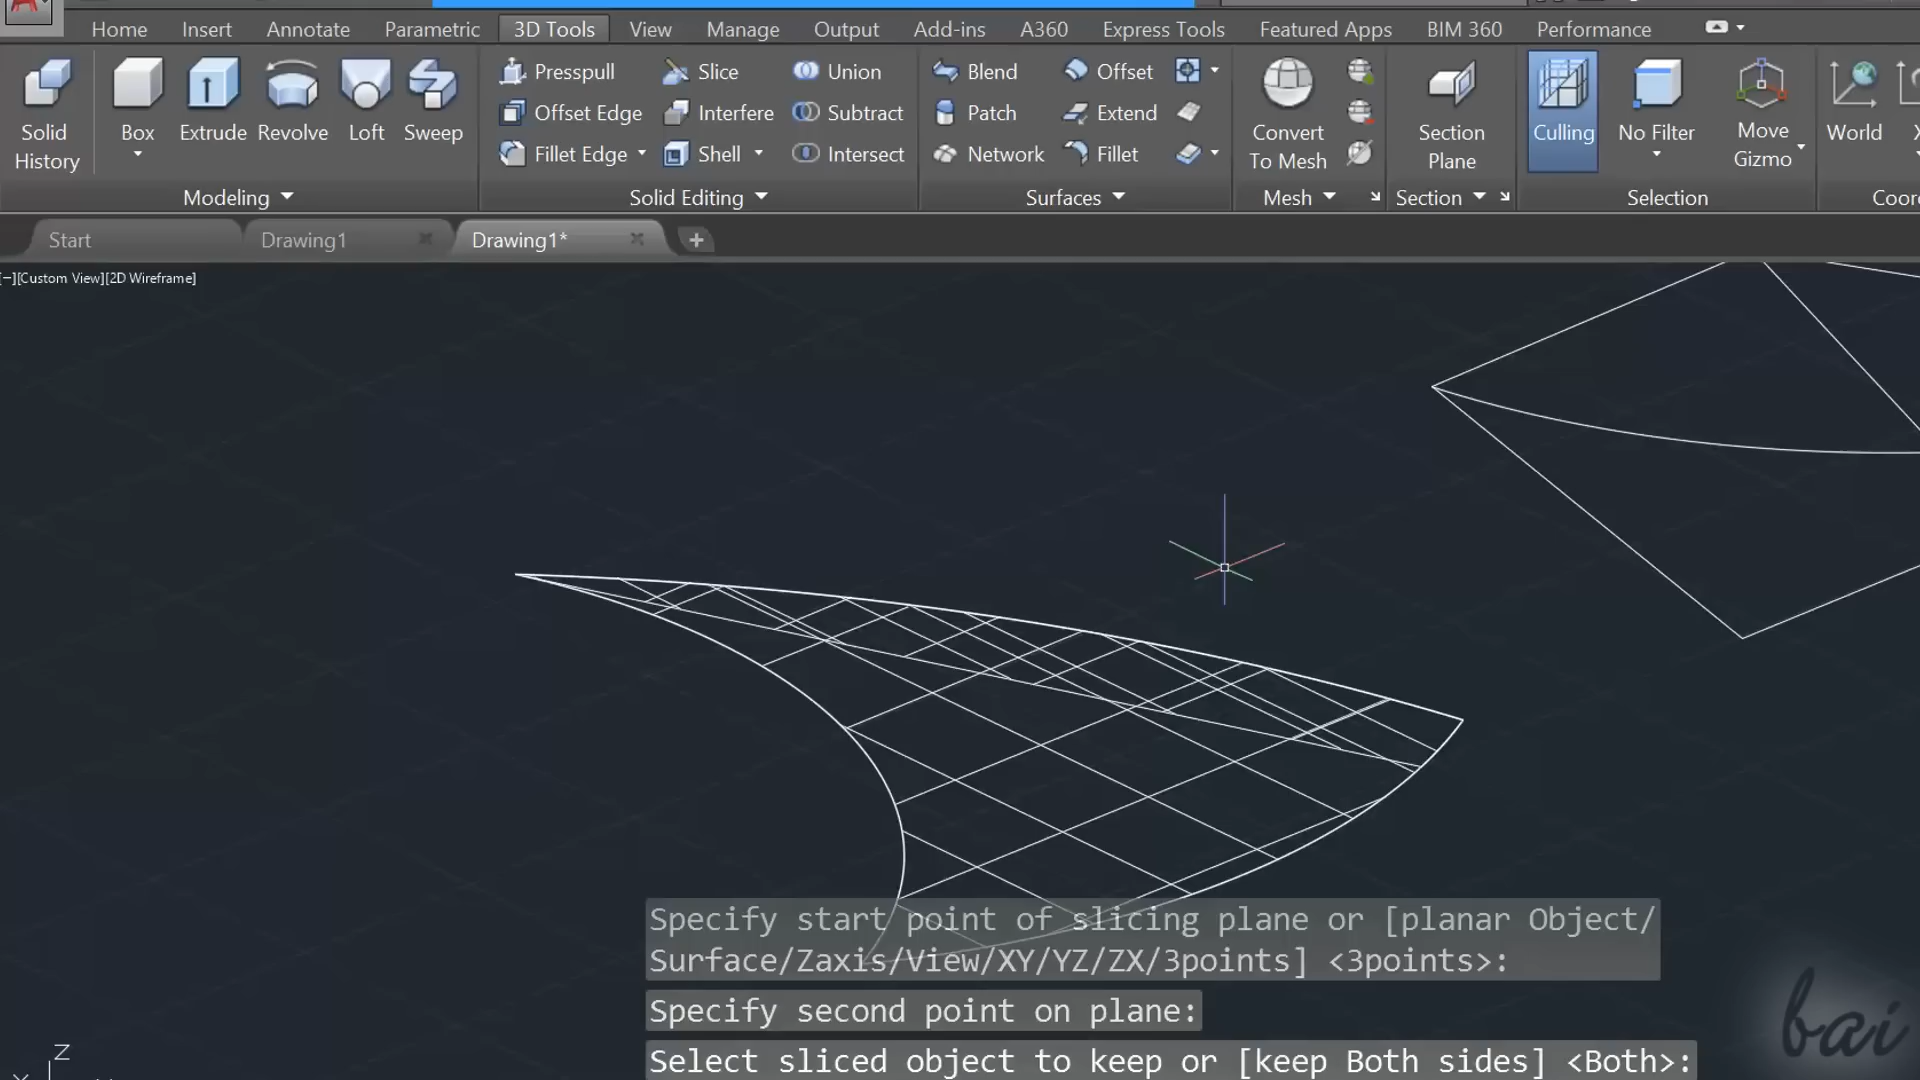 Home Insert Annotate Parametric 3D Tools View Manage Output Add-ins A360 Express Tools Featured Apps BIM 360 Performance
Solid History
Box
Extrude
Revolve
Loft
Sweep
Modeling
Presspull
Offset Edge
Fillet Edge
Slice
Interfere
Shell
Union
Subtract
Intersect
Solid Editing
Blend
Patch
Network
Offset
Extend
Fillet
Surfaces
Convert
To Mesh
Mesh
Section
Plane
Section
Culling
No Filter
Move
Gizmo
Selection
World
Start Drawing1 Drawing1*
[−][Custom View][2D Wireframe]
Specify start point of slicing plane or [planar Object/
Surface/Zaxis/View/XY/YZ/ZX/3points] <3points>:
Specify second point on plane:
Select sliced object to keep or [keep Both sides] <Both>:
Z
bai